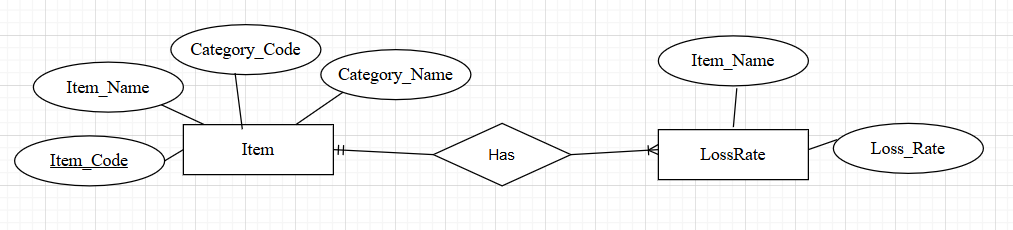 Category_Code
Item_Name
Category_Name
Item_Name
Item_Code
Item
Has
LossRate
Loss_Rate